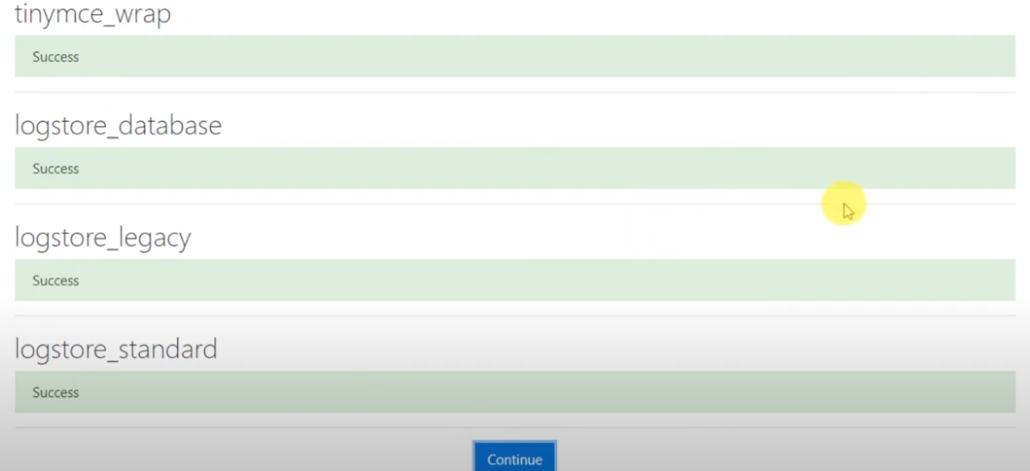 tinymce_wrap
Success
logstore_database
Success
logstore_legacy
Success
logstore_standard
Success
Continue